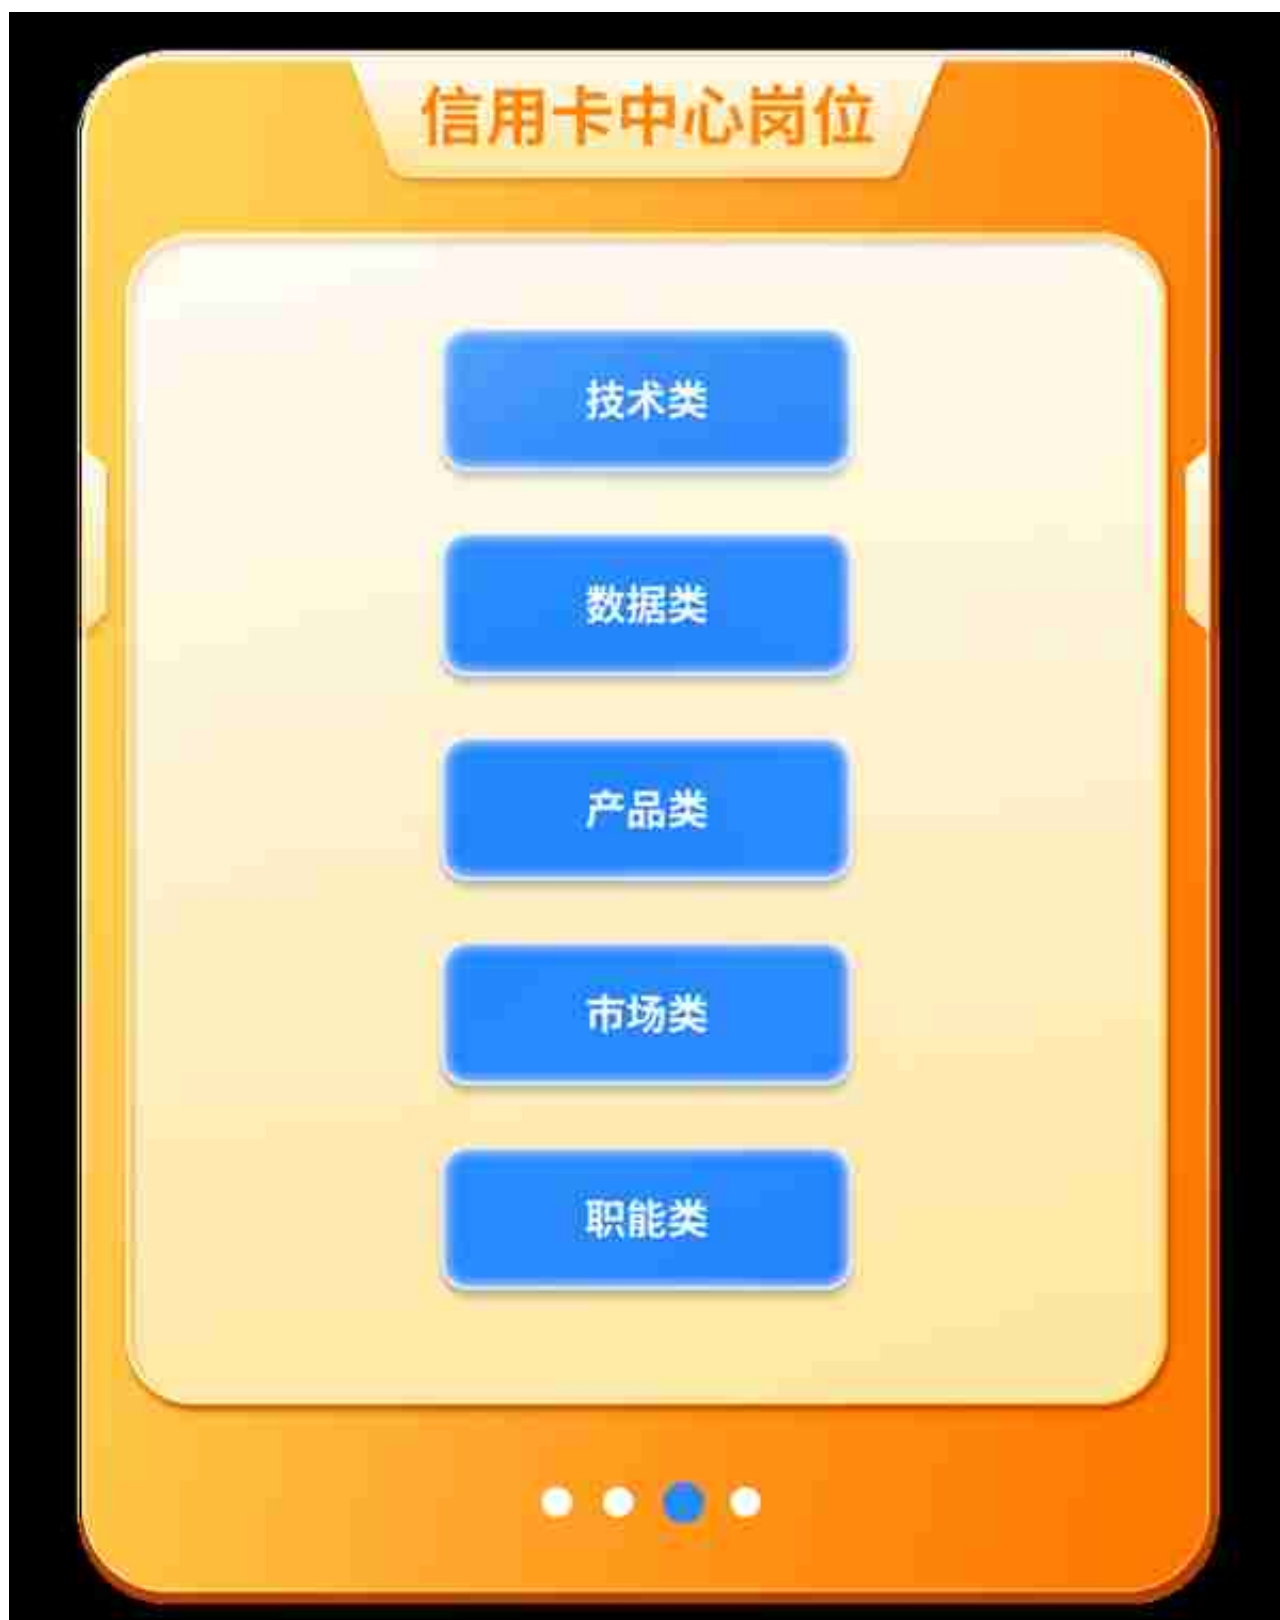 信用卡中心岗位
技术类
数据类
产品类
市场类
职能类